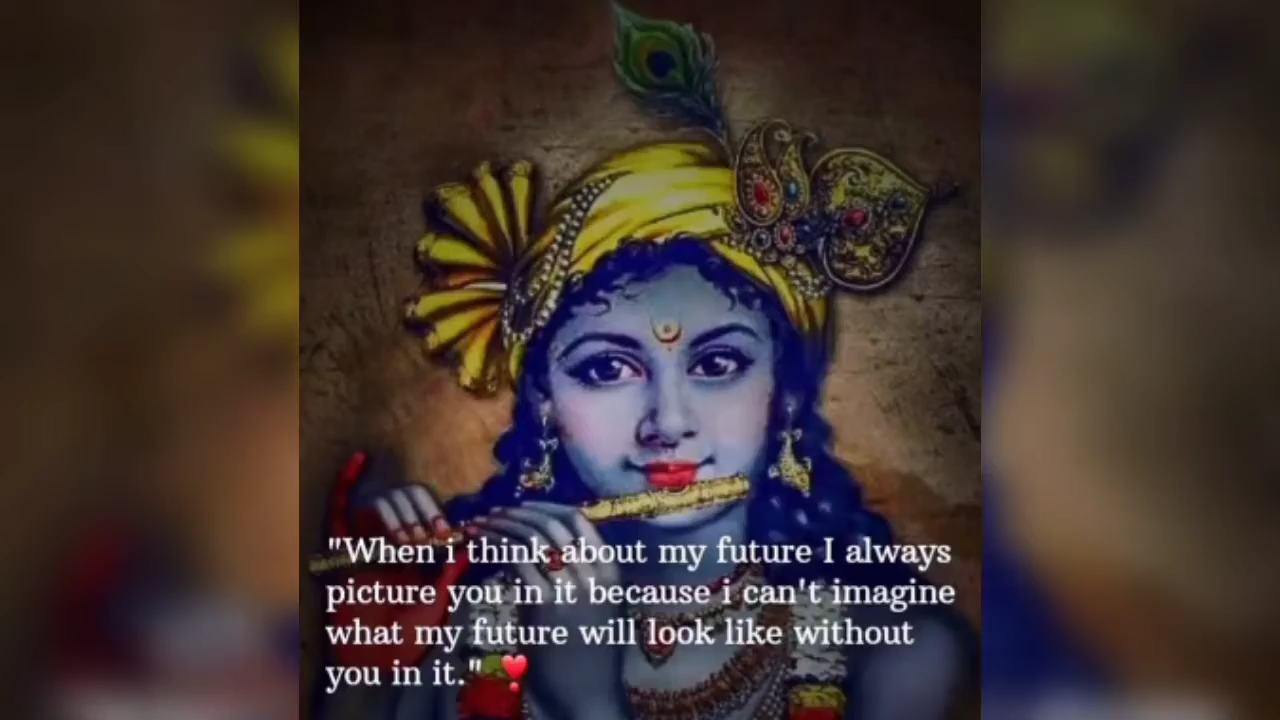 "When i think about my future I always
picture you in it because i can't imagine
what my future will look like without
you in it." ❣️